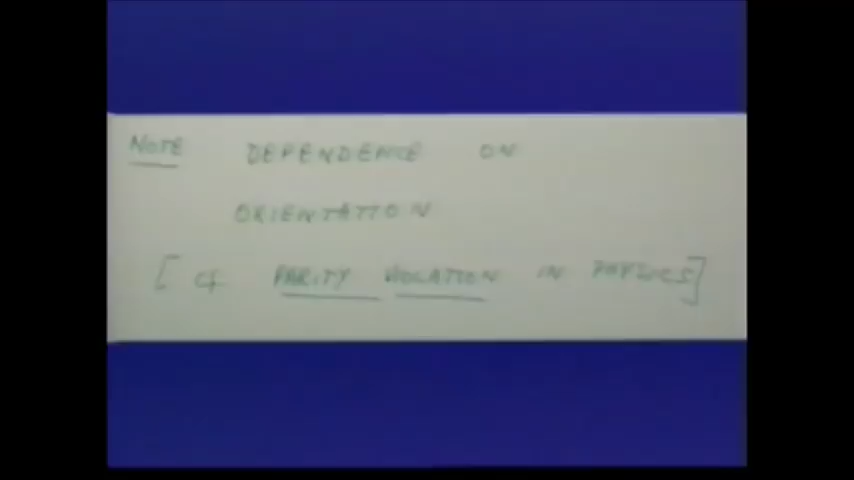 NOTE DEPENDENCE ON
ORIENTATION
[ cf PARITY VIOLATION IN PHYSICS]